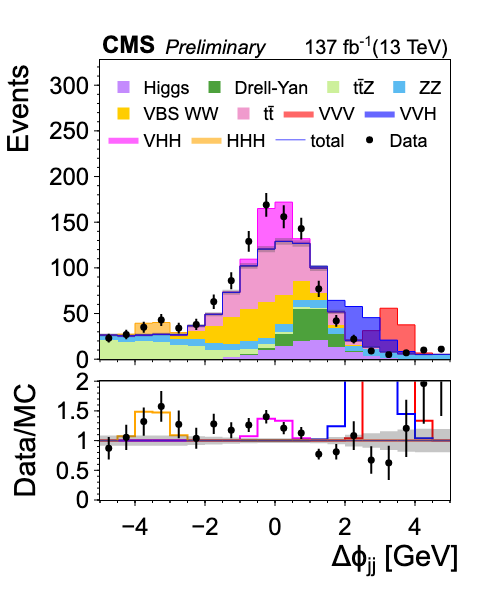 CMS Preliminary 137 fb⁻¹(13 TeV)
Events
300
250
200
150
100
50
0
Higgs Drell-Yan tt̄Z ZZ
VBS WW tt̄ VVV VVH
VHH HHH total Data
Data/MC
2
1.5
1
0.5
0
−4 −2 0 2 4
Δϕjj [GeV]